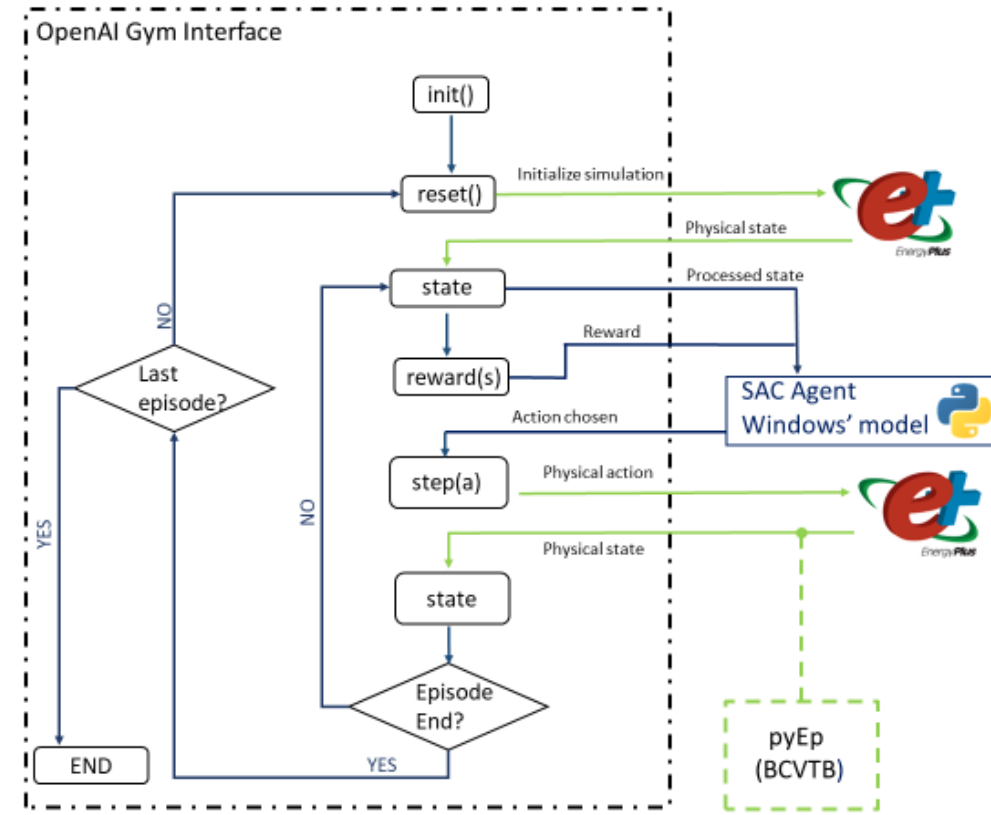 OpenAI Gym Interface
init()
Initialize simulation
reset()
EnergyPlus
Physical state
state
Processed state
NO
Reward
Last
episode?
reward(s)
SAC Agent
Windows' model
Action chosen
step(a)
Physical action
EnergyPlus
NO
YES
Physical state
state
Episode
End?
YES
END
pyEp
(BCVTB)